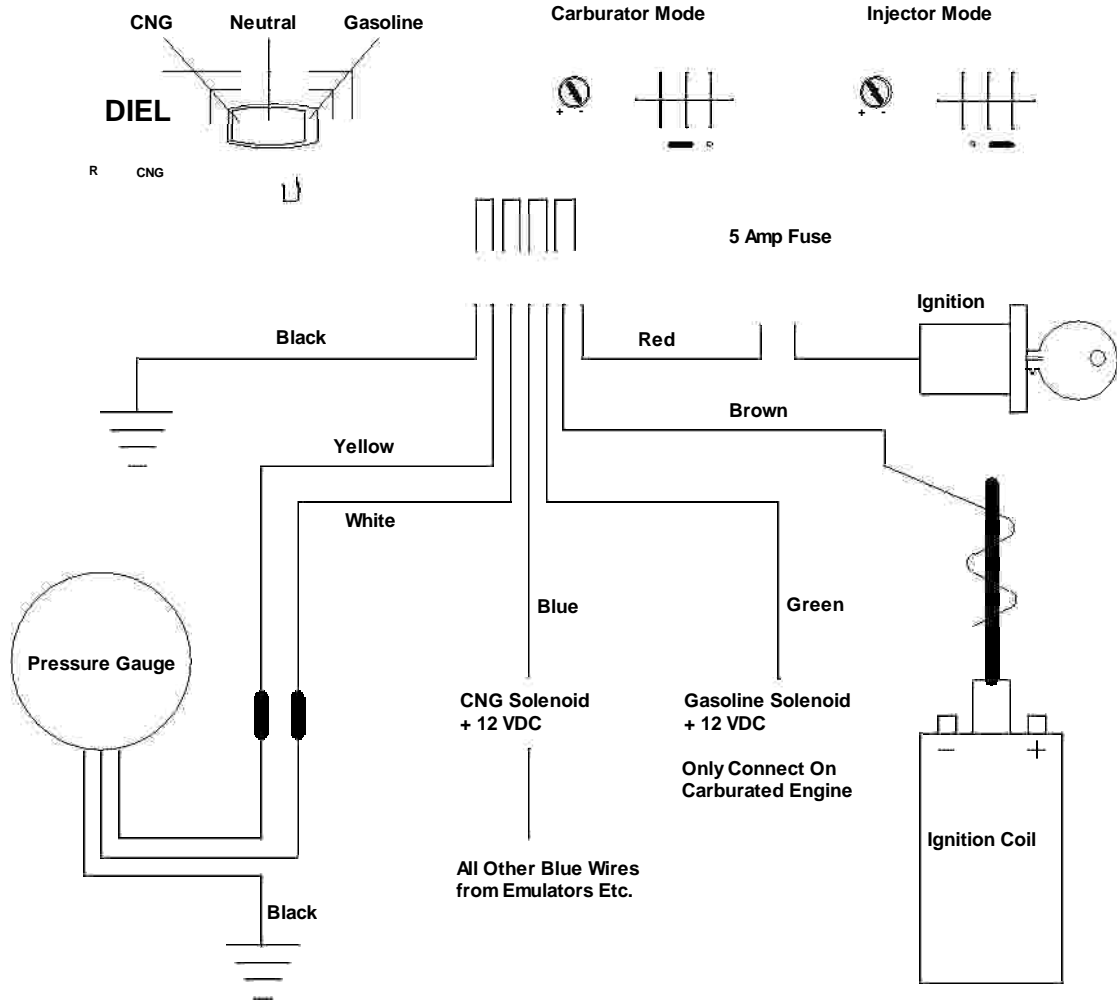 CNG Neutral Gasoline
Carburator Mode
Injector Mode
DIEL
R CNG
+ -
+ -
5 Amp Fuse
Ignition
Black
Red
Brown
Yellow
White
Blue
Green
Pressure Gauge
CNG Solenoid
+ 12 VDC
Gasoline Solenoid
+ 12 VDC
Only Connect On
Carburated Engine
- +
Ignition Coil
All Other Blue Wires
from Emulators Etc.
Black